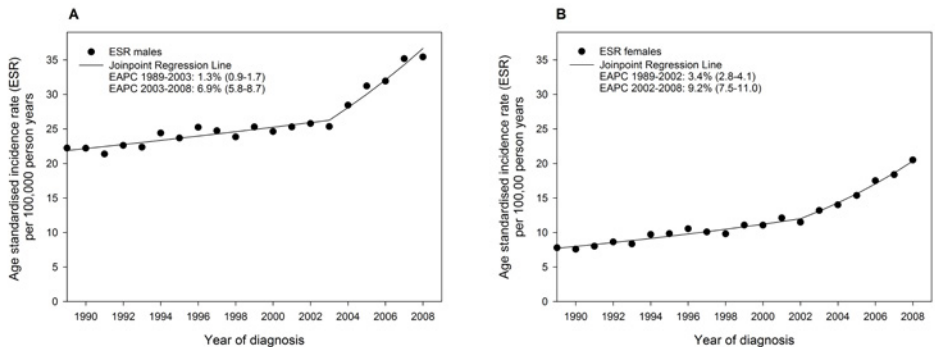 A
ESR males
Joinpoint Regression Line
EAPC 1989-2003: 1.3% (0.9-1.7)
EAPC 2003-2008: 6.9% (5.8-8.7)
Age standardised incidence rate (ESR)
per 100,000 person years
35
30
25
20
15
10
5
0
1990 1992 1994 1996 1998 2000 2002 2004 2006 2008
Year of diagnosis
B
ESR females
Joinpoint Regression Line
EAPC 1989-2002: 3.4% (2.8-4.1)
EAPC 2002-2008: 9.2% (7.5-11.0)
Age standardised incidence rate (ESR)
per 100,00 person years
35
30
25
20
15
10
5
0
1990 1992 1994 1996 1998 2000 2002 2004 2006 2008
Year of diagnosis